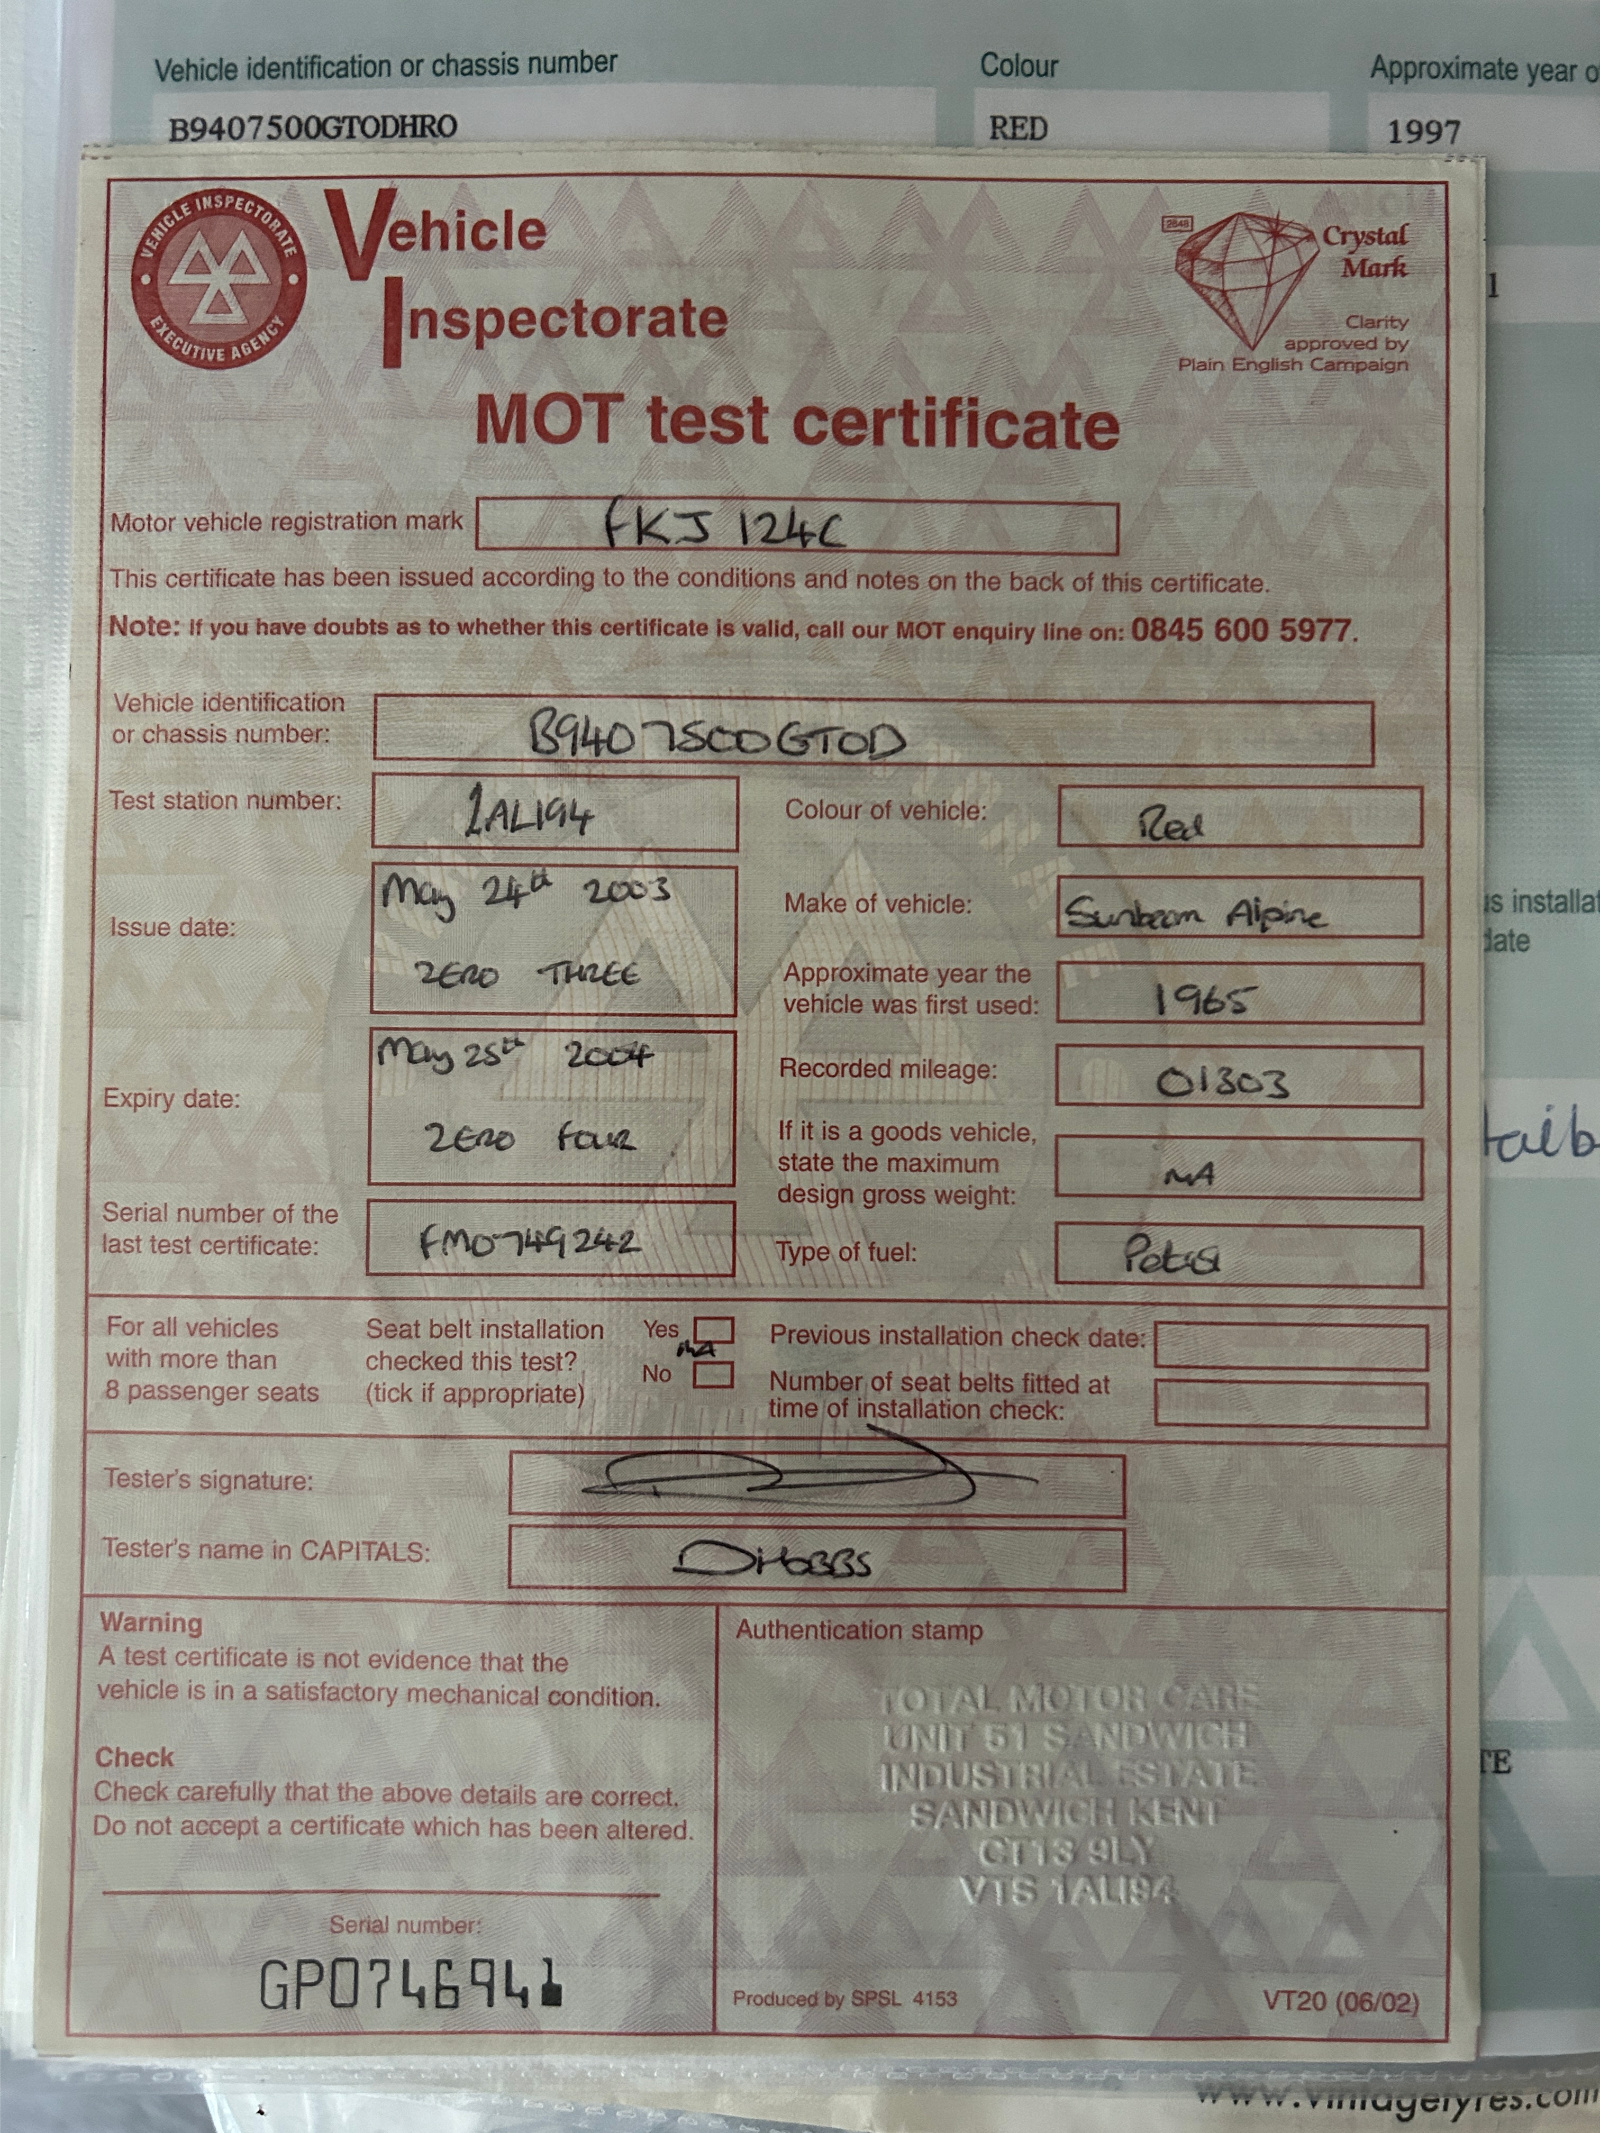 Vehicle identification or chassis number Colour Approximate year o
B9407500GTODHRO RED 1997
VEHICLE INSPECTORATE
EXECUTIVE AGENCY
Vehicle
Inspectorate
2848
Crystal
Mark
Clarity
approved by
Plain English Campaign
1
MOT test certificate
Motor vehicle registration mark FKJ 124C
This certificate has been issued according to the conditions and notes on the back of this certificate.
Note: If you have doubts as to whether this certificate is valid, call our MOT enquiry line on: 0845 600 5977.
Vehicle identification
or chassis number: B9407500GTOD
Test station number: 1AL194
Colour of vehicle: Red
Issue date: May 24th 2003
ZERO THREE
Make of vehicle: Sunbeam Alpine
us installat
date
Approximate year the
vehicle was first used: 1965
Expiry date: May 25th 2004
ZERO FOUR
Recorded mileage: 01303
If it is a goods vehicle,
state the maximum
design gross weight: NA
Serial number of the
last test certificate: FM0749242
Type of fuel: Petrol
For all vehicles
with more than
8 passenger seats
Seat belt installation
checked this test?
(tick if appropriate)
Yes
NA
No
Previous installation check date:
Number of seat belts fitted at
time of installation check:
Tester's signature:
Tester's name in CAPITALS: D HOBBS
Warning
A test certificate is not evidence that the
vehicle is in a satisfactory mechanical condition.
Check
Check carefully that the above details are correct.
Do not accept a certificate which has been altered.
Serial number:
GP0746941
Authentication stamp
TOTAL MOTOR CARE
UNIT 51 SANDWICH
INDUSTRIAL ESTATE
SANDWICH KENT
CT13 9LY
VTS 1AL194
Produced by SPSL 4153
VT20 (06/02)
TE
www.vintagetyres.com